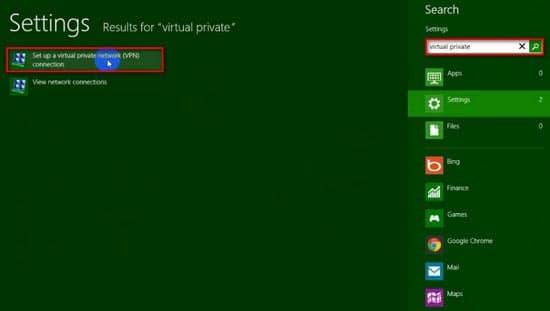 Settings Results for "virtual private"
Set up a virtual private network (VPN)
connection
View network connections
Search
Settings
virtual private
Apps 0
Settings 2
Files 0
Bing
Finance
Games
Google Chrome
Mail
Maps